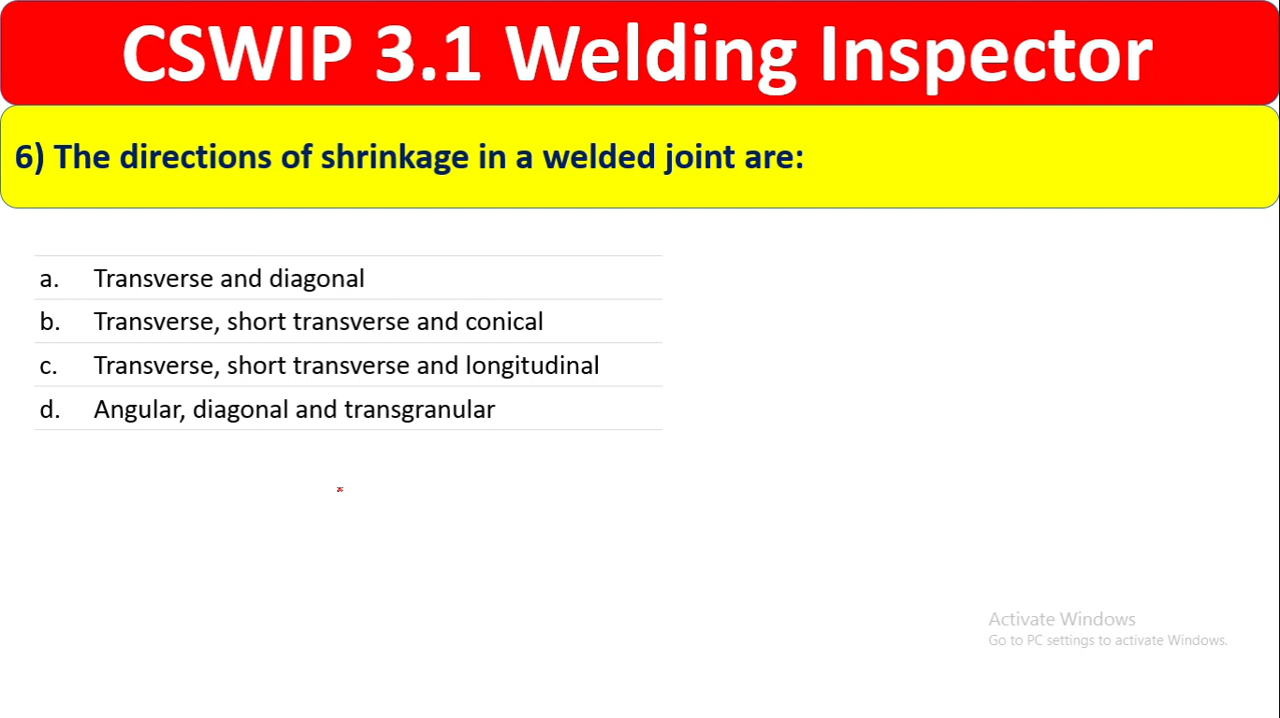 CSWIP 3.1 Welding Inspector
6) The directions of shrinkage in a welded joint are:
a. Transverse and diagonal
b. Transverse, short transverse and conical
c. Transverse, short transverse and longitudinal
d. Angular, diagonal and transgranular
Activate Windows
Go to PC settings to activate Windows.